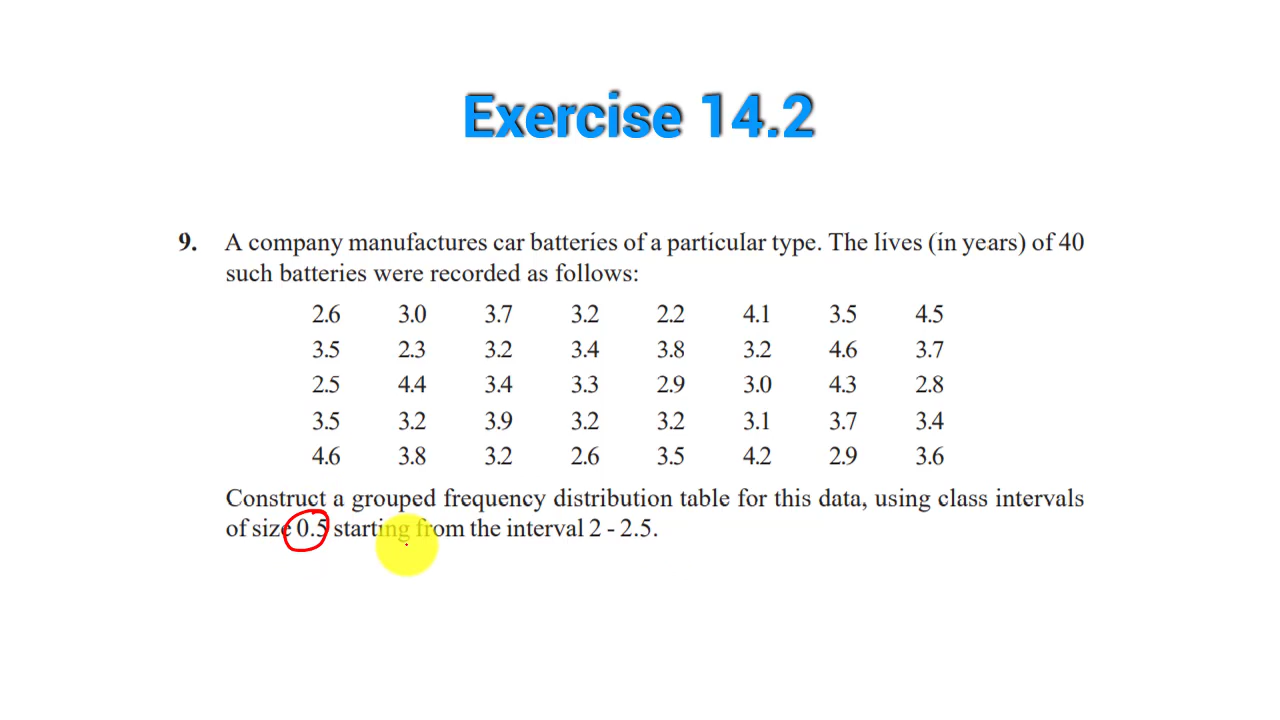 Exercise 14.2
9. A company manufactures car batteries of a particular type. The lives (in years) of 40
such batteries were recorded as follows:
2.6 3.0 3.7 3.2 2.2 4.1 3.5 4.5
3.5 2.3 3.2 3.4 3.8 3.2 4.6 3.7
2.5 4.4 3.4 3.3 2.9 3.0 4.3 2.8
3.5 3.2 3.9 3.2 3.2 3.1 3.7 3.4
4.6 3.8 3.2 2.6 3.5 4.2 2.9 3.6
Construct a grouped frequency distribution table for this data, using class intervals
of size 0.5 starting from the interval 2 - 2.5.